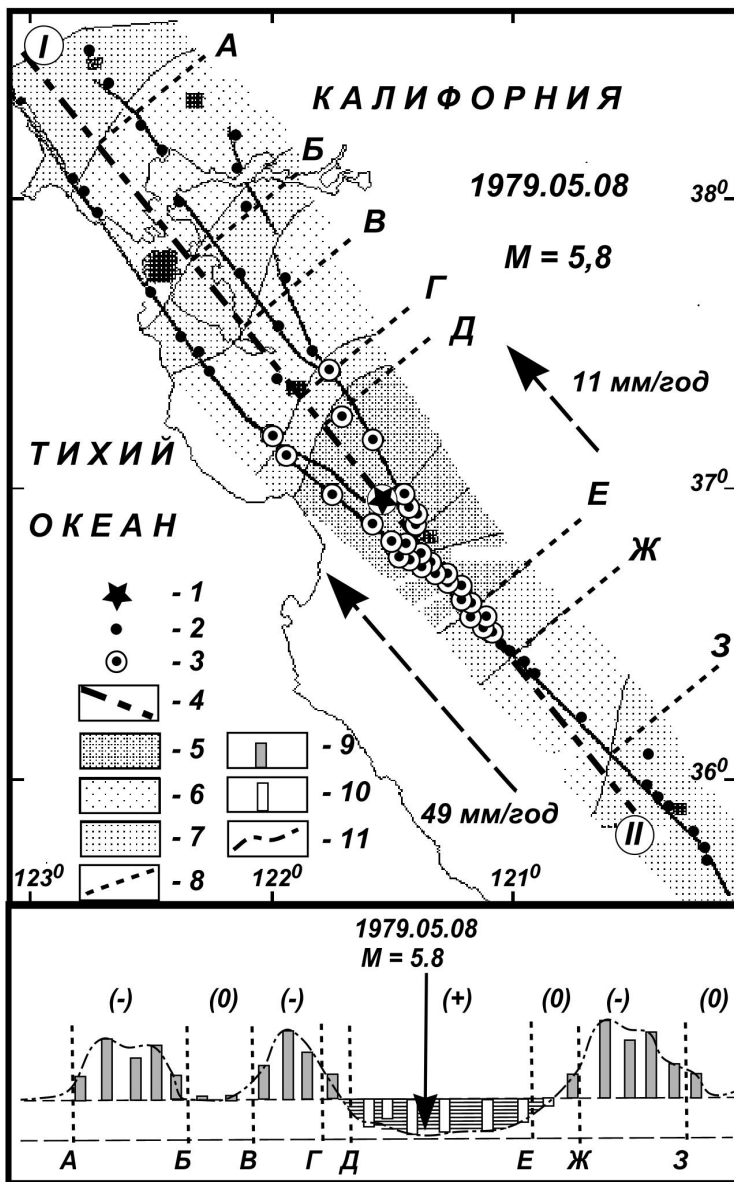 I
А
КАЛИФОРНИЯ
Б
1979.05.08
38⁰
В
М = 5,8
Г
Д
11 мм/год
ТИХИЙ
37⁰
ОКЕАН
Е
Ж
★ - 1
- 2
- 3
З
- 4
- 5
- 9
36⁰
- 6
- 10
49 мм/год
- 7
- 11
II
- 8
123⁰
122⁰
121⁰
1979.05.08
М = 5.8
(-) (0) (-) (+) (0) (-) (0)
А Б В Г Д Е Ж З